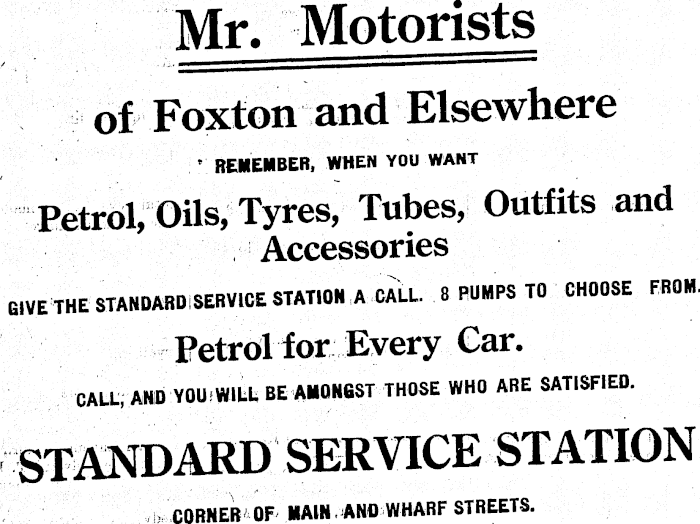 Mr. Motorists
of Foxton and Elsewhere
REMEMBER, WHEN YOU WANT
Petrol, Oils, Tyres, Tubes, Outfits and
Accessories
GIVE THE STANDARD SERVICE STATION A CALL. 8 PUMPS TO CHOOSE FROM.
Petrol for Every Car.
CALL, AND YOU WILL BE AMONGST THOSE WHO ARE SATISFIED.
STANDARD SERVICE STATION
CORNER OF MAIN AND WHARF STREETS.